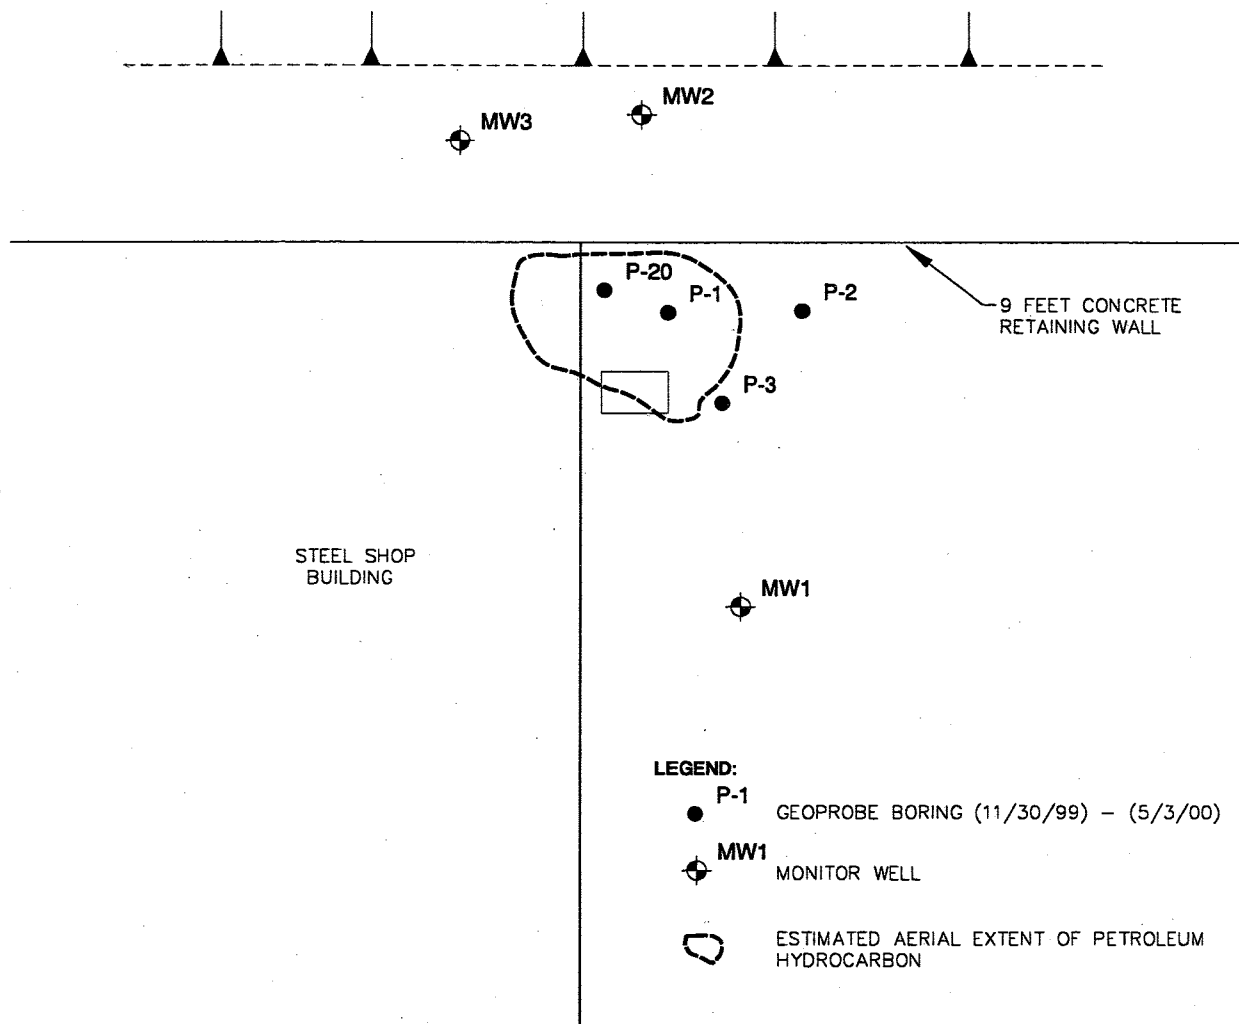 MW2
MW3
P-20
P-1
P-2
9 FEET CONCRETE
RETAINING WALL
P-3
STEEL SHOP
BUILDING
MW1
LEGEND:
P-1
GEOPROBE BORING (11/30/99) – (5/3/00)
MW1
MONITOR WELL
ESTIMATED AERIAL EXTENT OF PETROLEUM
HYDROCARBON